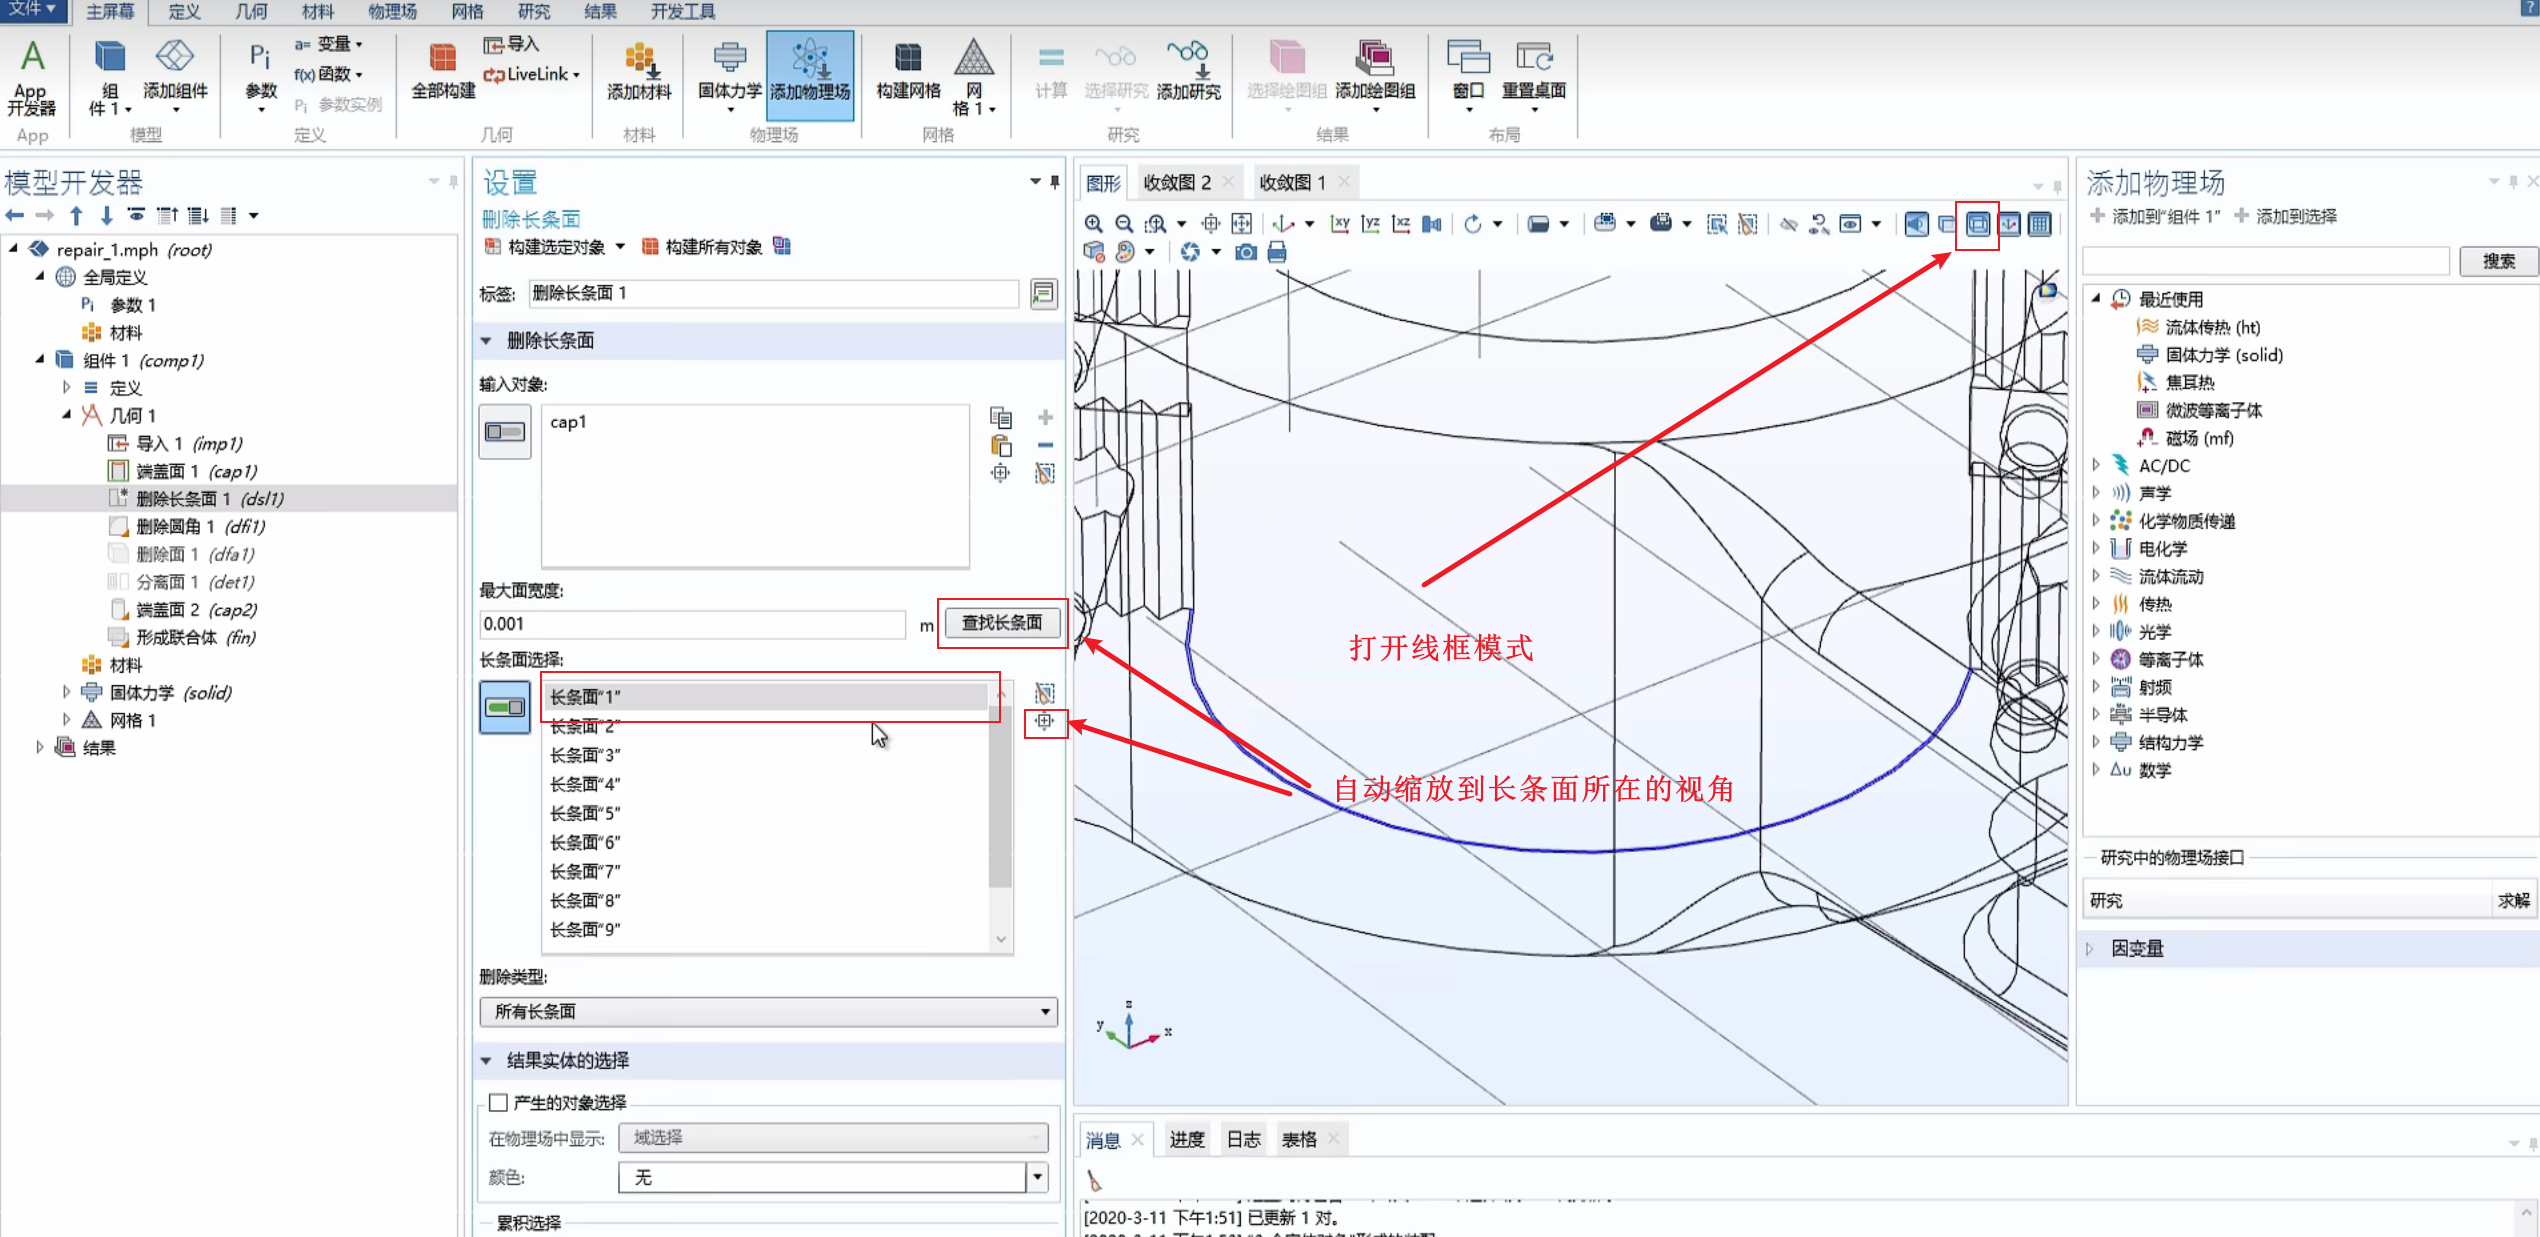 文件 主屏幕 定义 几何 材料 物理场 网格 研究 结果 开发工具 ?
App 开发器
组件 1 添加组件
Pi 参数
a= 变量
f(x) 函数
Pi 参数实例
全部构建
导入
LiveLink
添加材料
固体力学 添加物理场
构建网格 网格 1
计算 选择研究 添加研究
选择绘图组 添加绘图组
窗口 重置桌面
App 模型 定义 几何 材料 物理场 网格 研究 结果 布局
模型开发器
repair_1.mph (root)
全局定义
Pi 参数 1
材料
组件 1 (comp1)
定义
几何 1
导入 1 (imp1)
端盖面 1 (cap1)
删除长条面 1 (dsl1)
删除圆角 1 (dfi1)
删除面 1 (dfa1)
分离面 1 (det1)
端盖面 2 (cap2)
形成联合体 (fin)
材料
固体力学 (solid)
网格 1
结果
设置
删除长条面
构建选定对象 构建所有对象
标签: 删除长条面 1
删除长条面
输入对象:
cap1
最大面宽度:
0.001 m 查找长条面
长条面选择:
长条面“1”
长条面“2”
长条面“3”
长条面“4”
长条面“5”
长条面“6”
长条面“7”
长条面“8”
长条面“9”
删除类型:
所有长条面
结果实体的选择
产生的对象选择
在物理场中显示: 域选择
颜色: 无
累积选择
图形 收敛图 2 收敛图 1
xy yz xz
打开线框模式
自动缩放到长条面所在的视角
z
y x
消息 进度 日志 表格
[2020-3-11 下午1:51] 已更新 1 对。
添加物理场
添加到“组件 1” 添加到选择
搜索
最近使用
流体传热 (ht)
固体力学 (solid)
焦耳热
微波等离子体
磁场 (mf)
AC/DC
声学
化学物质传递
电化学
流体流动
传热
光学
等离子体
射频
半导体
结构力学
Δu 数学
研究中的物理场接口
研究 求解
因变量